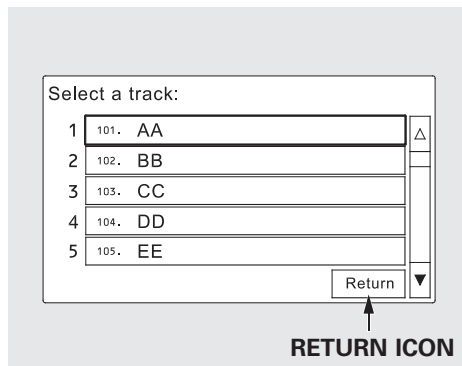 Select a track:
1 101. AA
2 102. BB
3 103. CC
4 104. DD
5 105. EE
Return
RETURN ICON